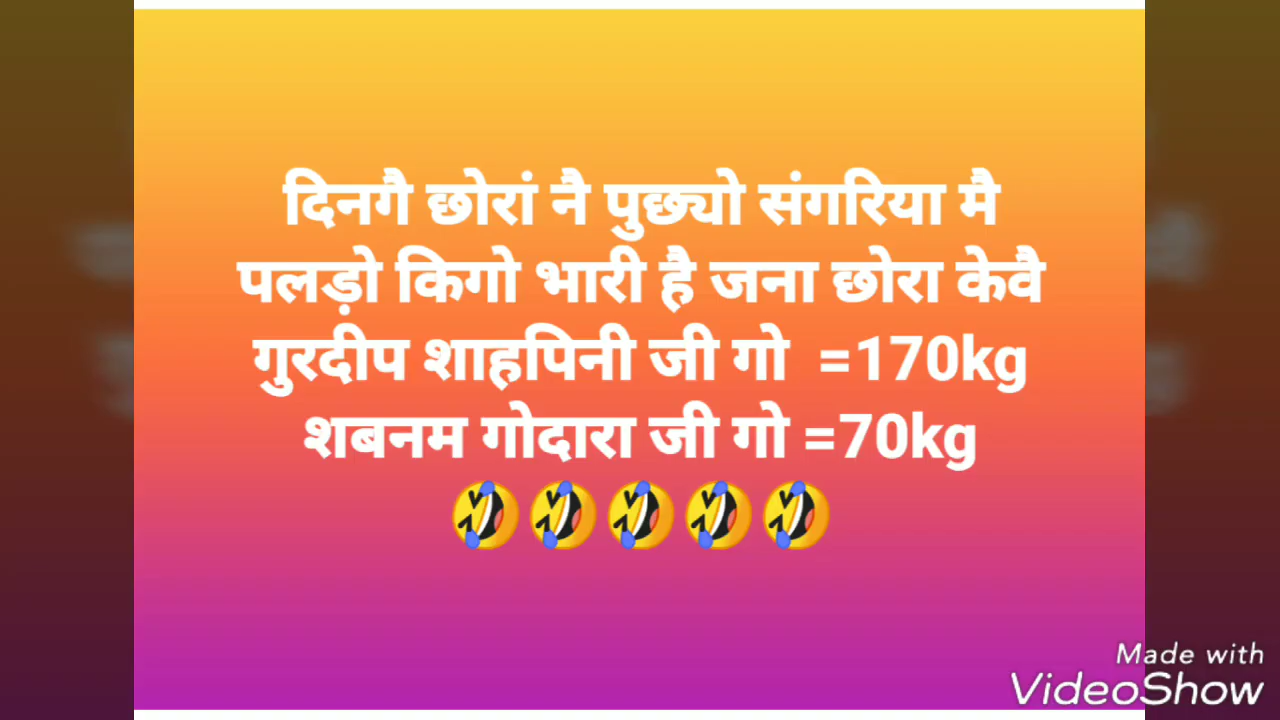 दिनगै छोरां नै पुछ्यो संगरिया मै
पलड़ो किगो भारी है जना छोरा केवै
गुरदीप शाहपिनी जी गो =170kg
शबनम गोदारा जी गो =70kg
🤣🤣🤣🤣🤣
Made with
VideoShow